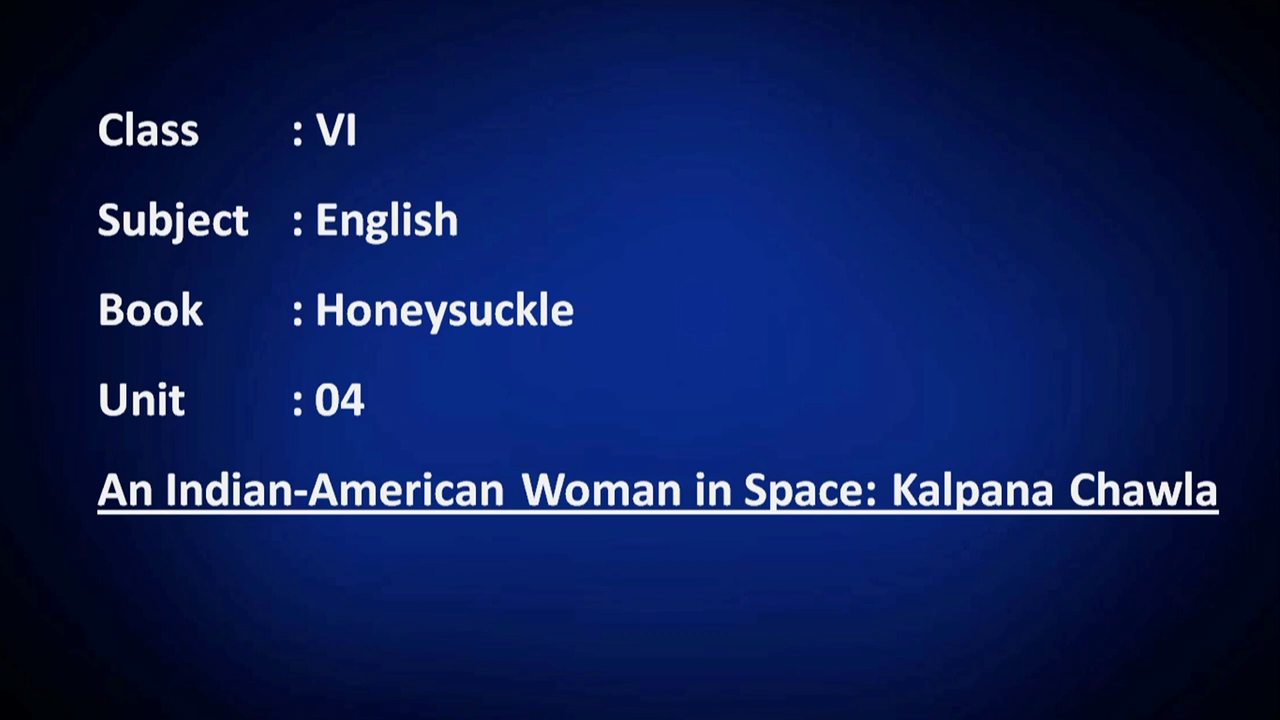 Class : VI
Subject : English
Book : Honeysuckle
Unit : 04
An Indian-American Woman in Space: Kalpana Chawla